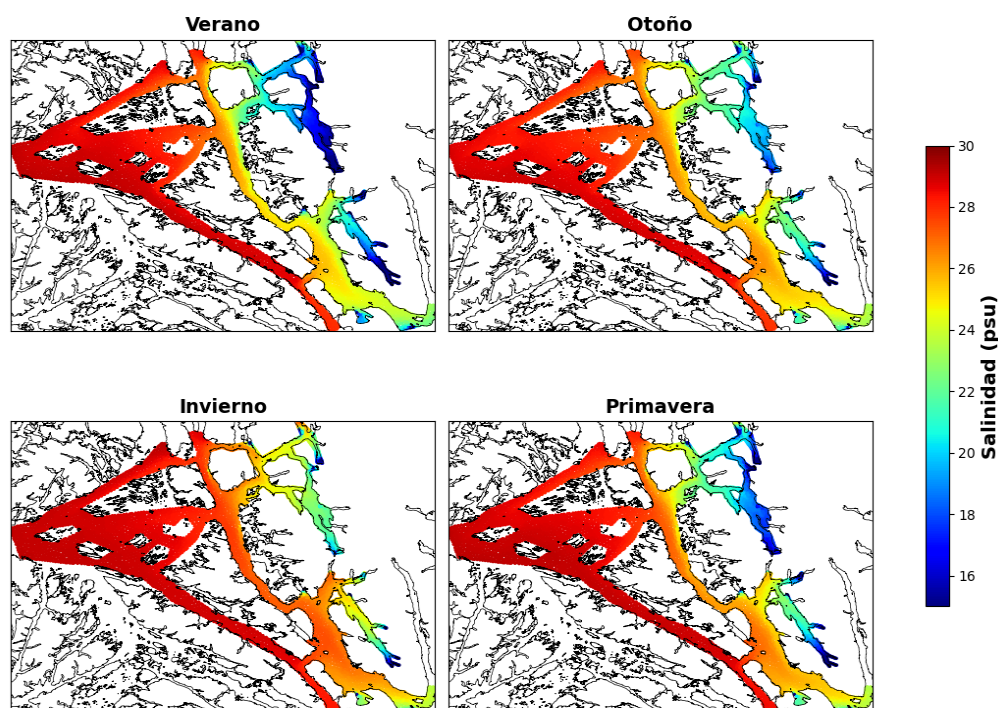 Verano
Otoño
Invierno
Primavera
30
28
26
24
22
20
18
16
Salinidad (psu)